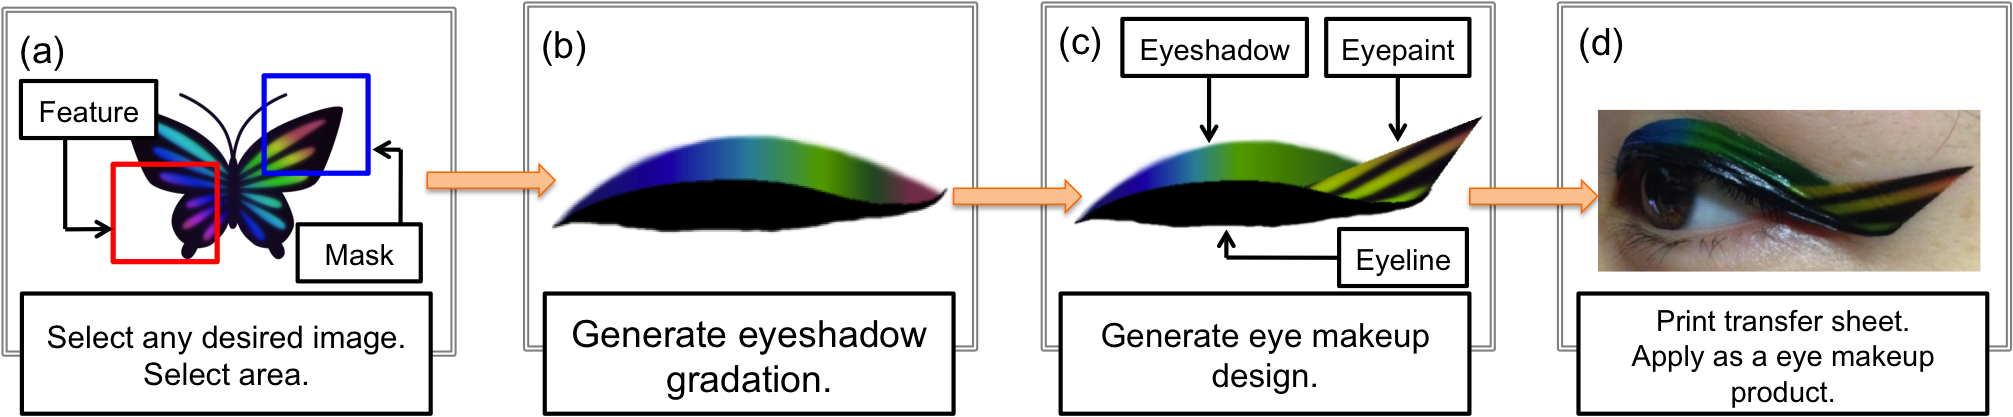 (a)
Feature
Mask
Select any desired image.
Select area.
(b)
Generate eyeshadow
gradation.
(c)
Eyeshadow
Eyepaint
Eyeline
Generate eye makeup
design.
(d)
Print transfer sheet.
Apply as a eye makeup
product.